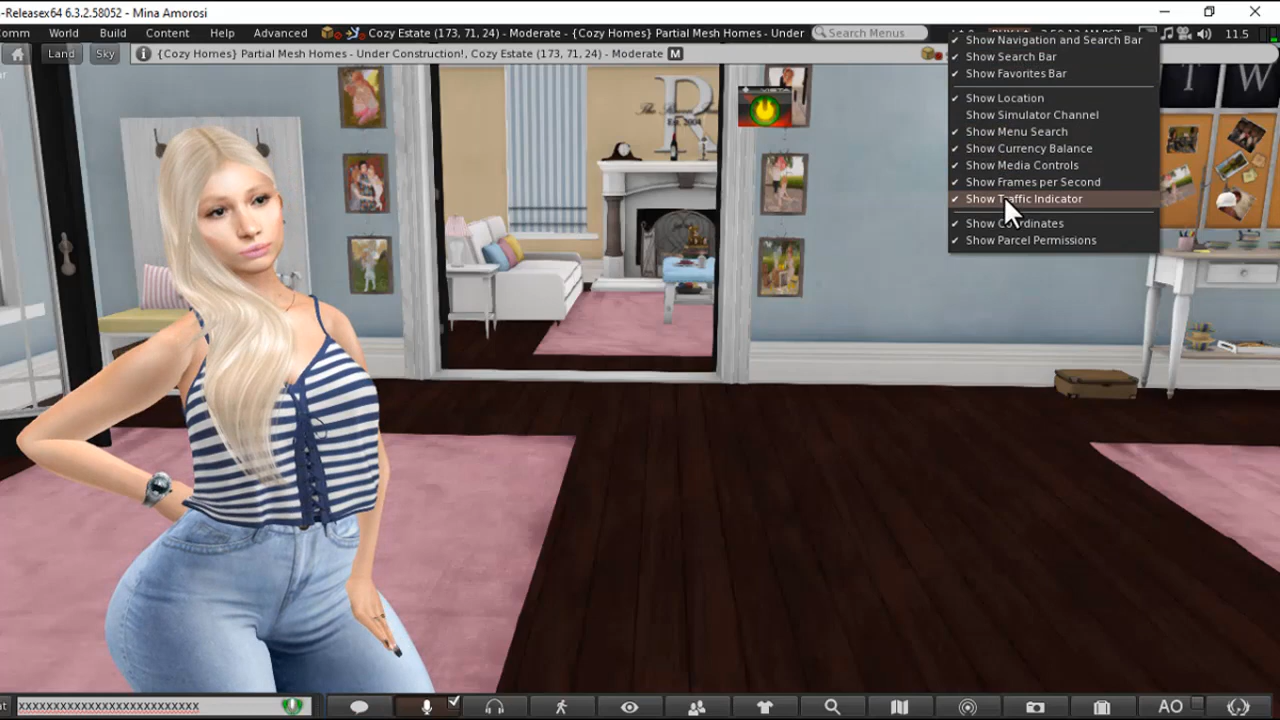 -Releasex64 6.3.2.58052 - Mina Amorosi
omm World Build Content Help Advanced Cozy Estate (173, 71, 24) - Moderate - {Cozy Homes} Partial Mesh Homes - Under Search Menus 11.5
Land Sky {Cozy Homes} Partial Mesh Homes - Under Construction!, Cozy Estate (173, 71, 24) - Moderate M
Show Navigation and Search Bar
Show Search Bar
Show Favorites Bar
Show Location
Show Simulator Channel
Show Menu Search
Show Currency Balance
Show Media Controls
Show Frames per Second
Show Traffic Indicator
Show Coordinates
Show Parcel Permissions
VISTA
R
Est. 2004
T W
xxxxxxxxxxxxxxxxxxxxxxxxxx
AO